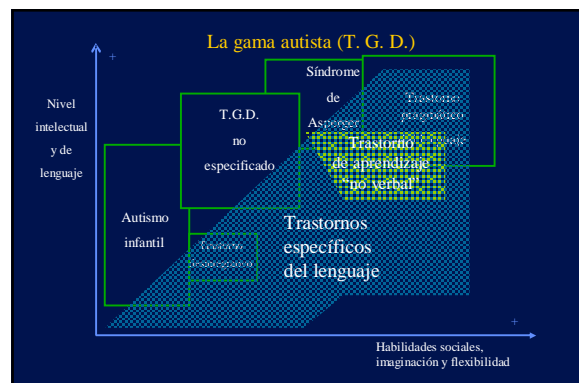 La gama autista (T. G. D.)
+
Nivel
intelectual
y de
lenguaje
Síndrome
de
Asperger
Trastorno
pragmático
T.G.D.
no
especificado
Trastorno
de aprendizaje
"no verbal"
Autismo
infantil
Trastorno
desintegrativo
Trastornos
específicos
del lenguaje
+
Habilidades sociales,
imaginación y flexibilidad